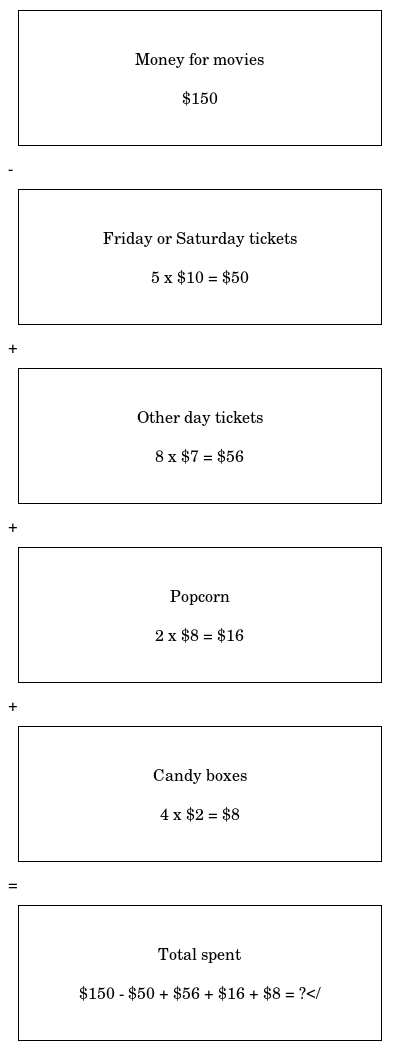 Money for movies
$150
-
Friday or Saturday tickets
5 x $10 = $50
+
Other day tickets
8 x $7 = $56
+
Popcorn
2 x $8 = $16
+
Candy boxes
4 x $2 = $8
=
Total spent
$150 - $50 + $56 + $16 + $8 = ?</